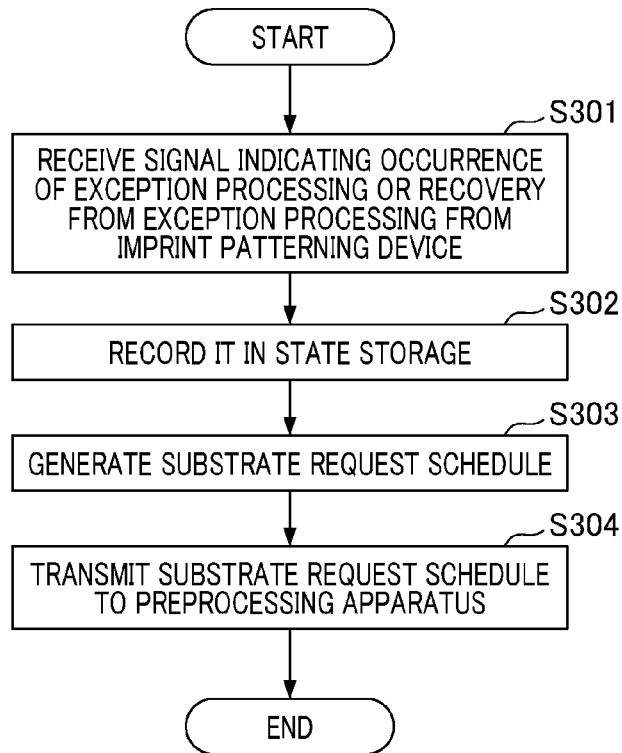 START
S301
RECEIVE SIGNAL INDICATING OCCURRENCE
OF EXCEPTION PROCESSING OR RECOVERY
FROM EXCEPTION PROCESSING FROM
IMPRINT PATTERNING DEVICE
S302
RECORD IT IN STATE STORAGE
S303
GENERATE SUBSTRATE REQUEST SCHEDULE
S304
TRANSMIT SUBSTRATE REQUEST SCHEDULE
TO PREPROCESSING APPARATUS
END